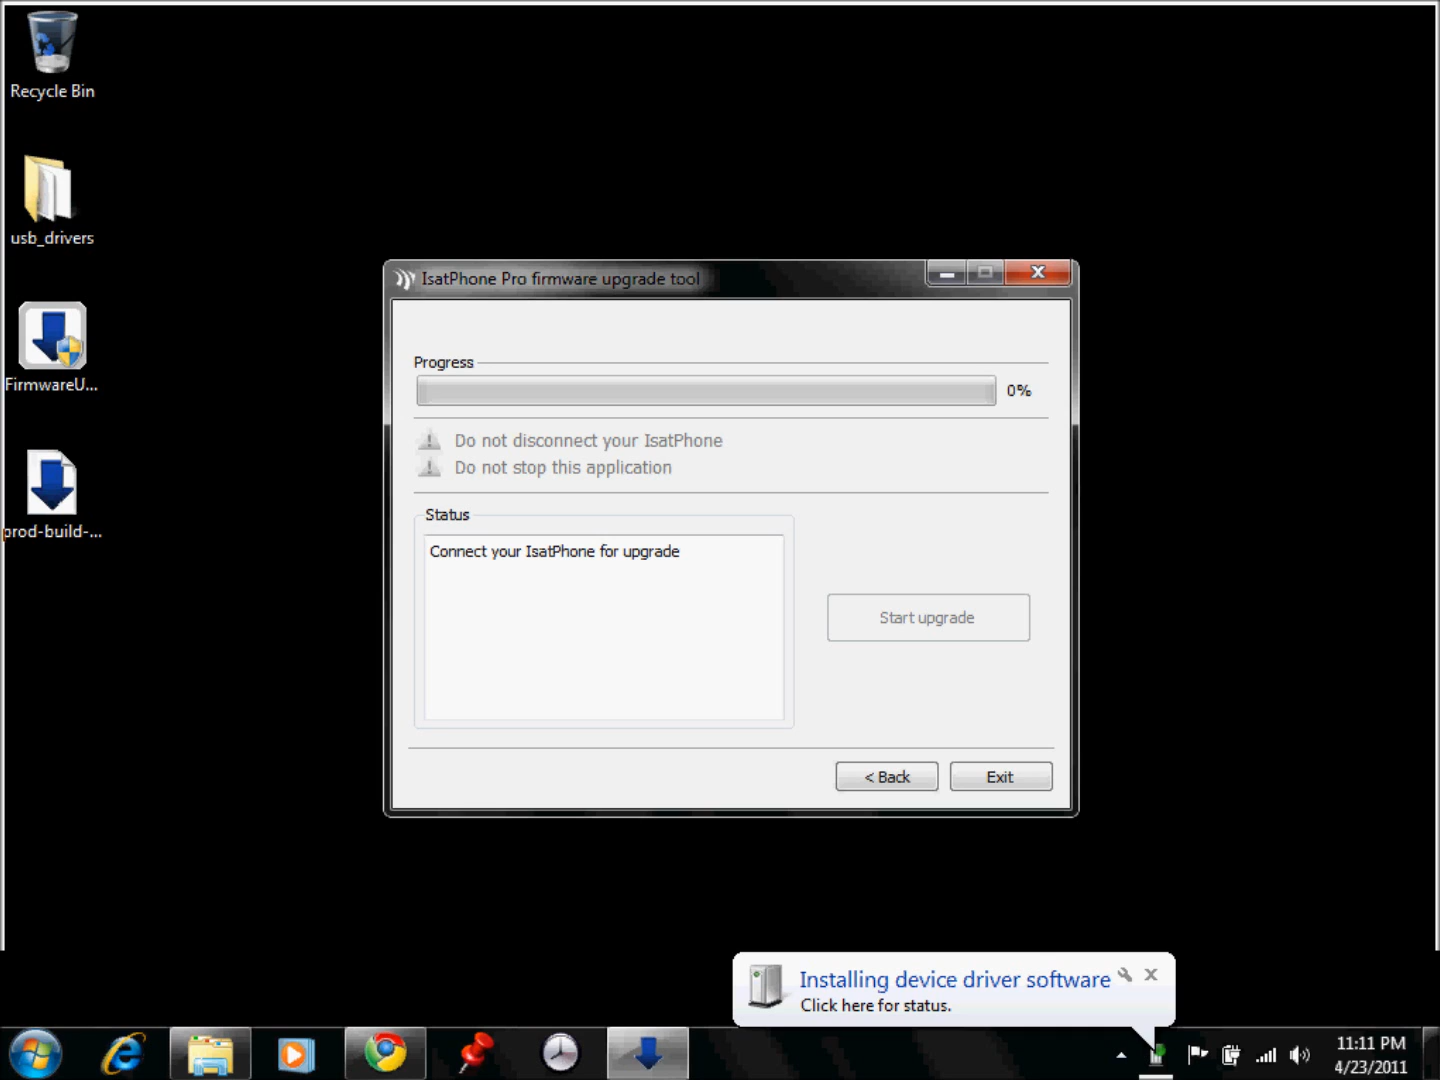 Recycle Bin
usb_drivers
FirmwareU...
prod-build-...
IsatPhone Pro firmware upgrade tool
Progress
0%
Do not disconnect your IsatPhone
Do not stop this application
Status
Connect your IsatPhone for upgrade
Start upgrade
< Back
Exit
Installing device driver software
Click here for status.
11:11 PM
4/23/2011